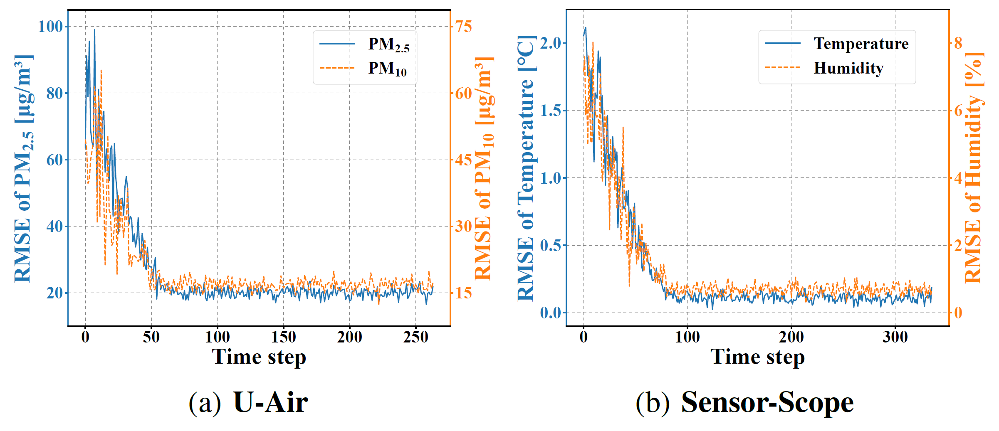 RMSE of PM2.5 [µg/m³]
100
80
60
40
20
PM2.5
PM10
75
60
45
30
15
RMSE of PM10 [µg/m³]
0 50 100 150 200 250
Time step
(a) U-Air
RMSE of Temperature [°C]
2.0
1.5
1.0
0.5
0.0
Temperature
Humidity
8
6
4
2
0
RMSE of Humidity [%]
0 100 200 300
Time step
(b) Sensor-Scope